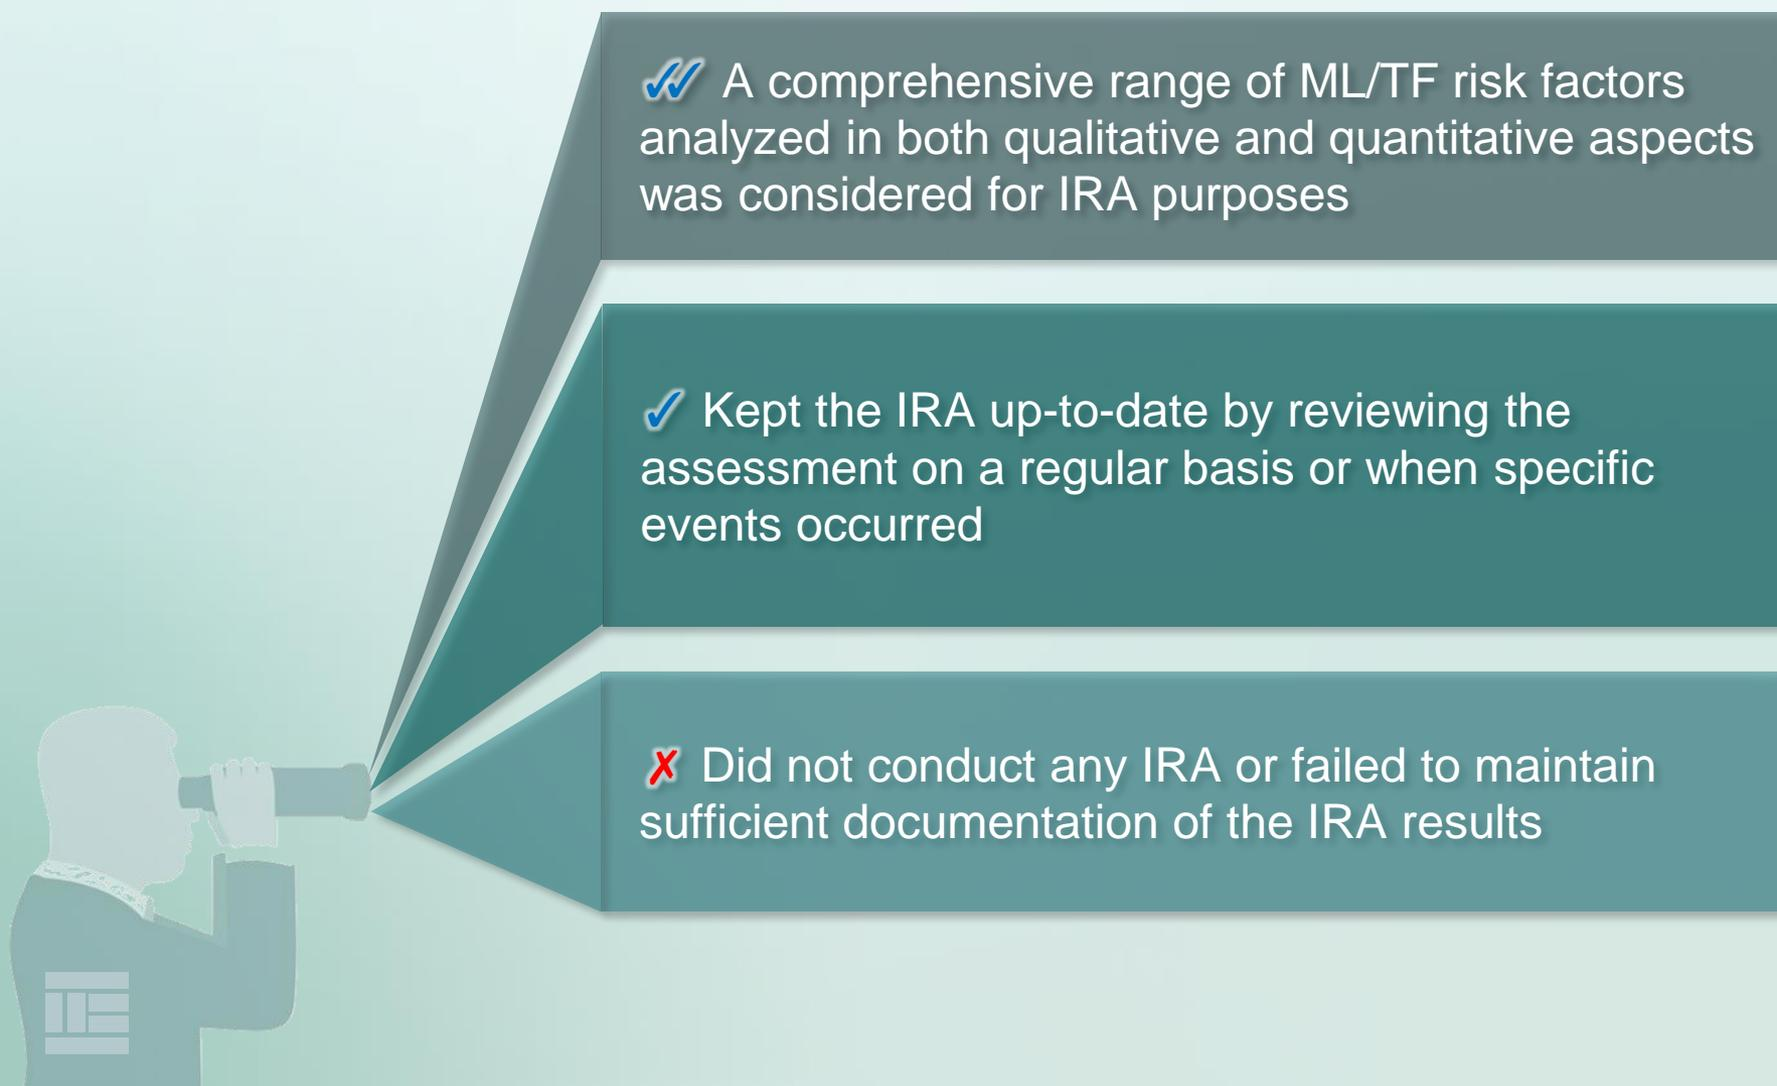 ✓✓ A comprehensive range of ML/TF risk factors
analyzed in both qualitative and quantitative aspects
was considered for IRA purposes
✓ Kept the IRA up-to-date by reviewing the
assessment on a regular basis or when specific
events occurred
✗ Did not conduct any IRA or failed to maintain
sufficient documentation of the IRA results